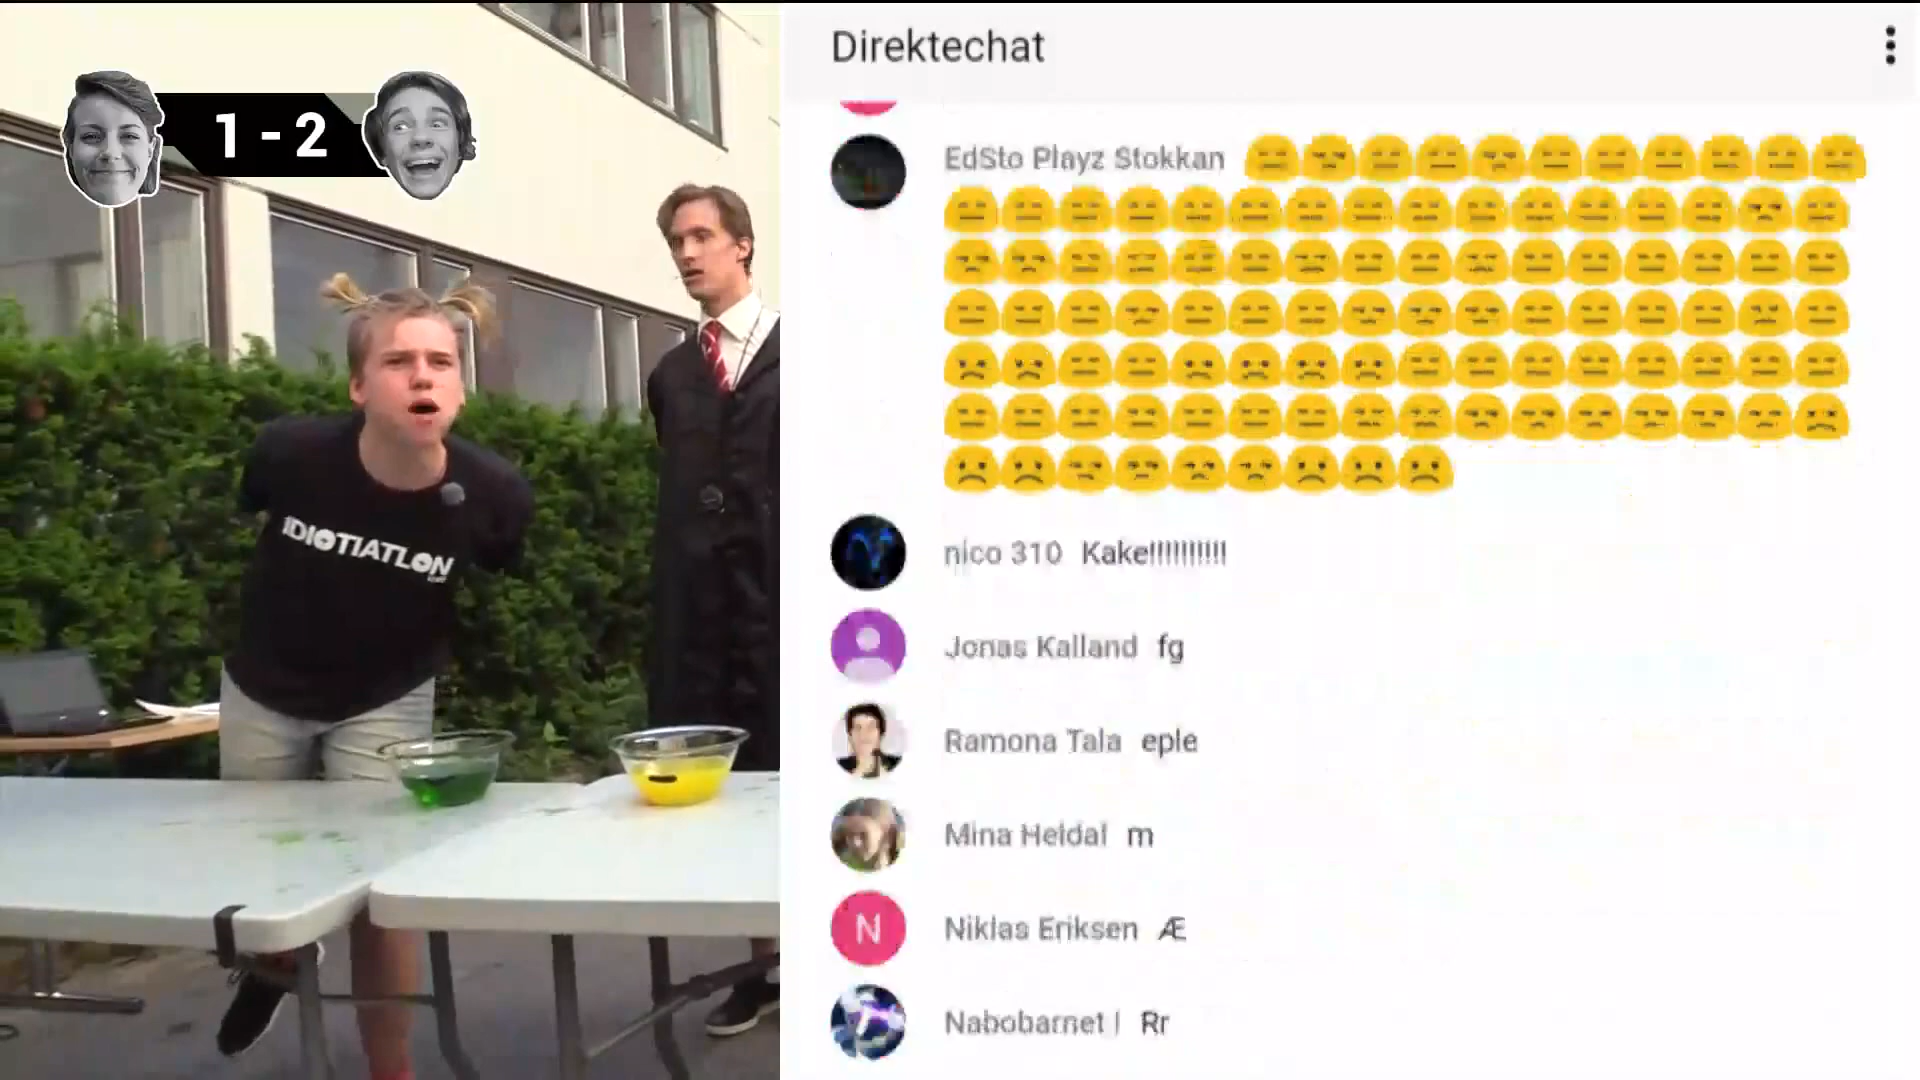 Direktechat
1 - 2
EdSto Playz Stokkan
IDIOTIATLON
nico 310 Kake!!!!!!!!!!
Jonas Kalland fg
Ramona Tala eple
Mina Heldal m
N Niklas Eriksen Æ
Nabobarnet | Rr